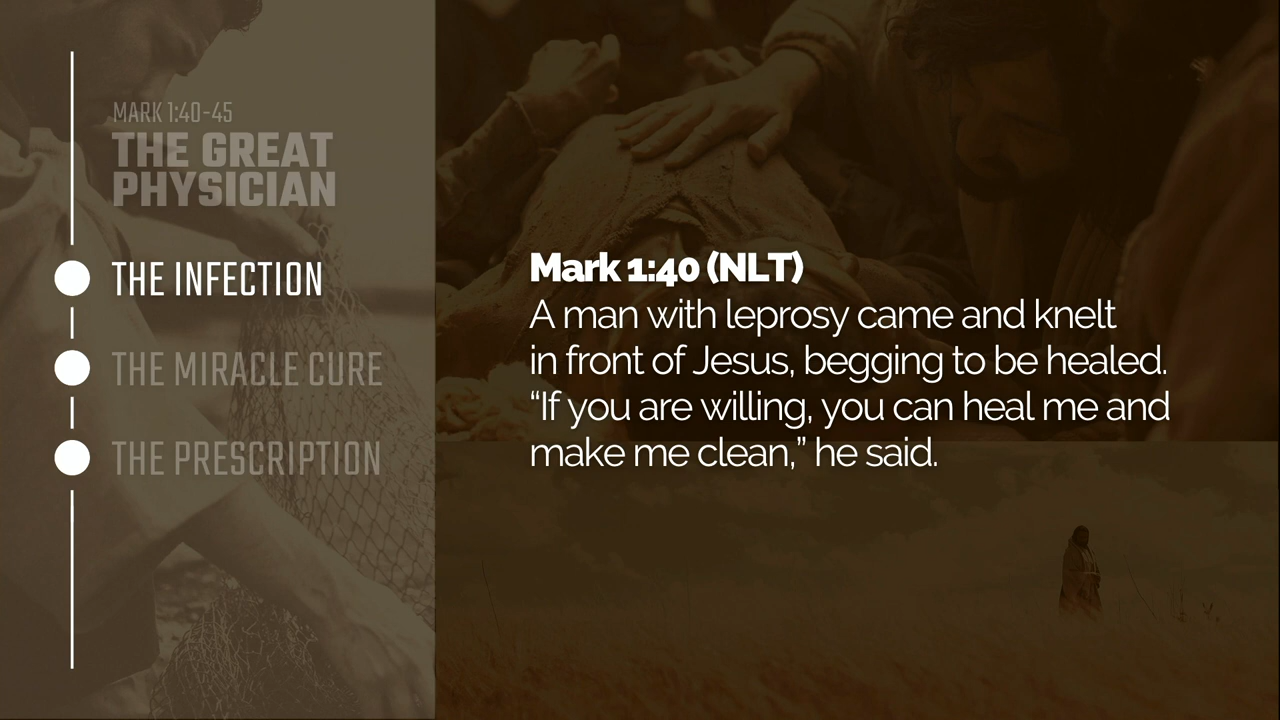 MARK 1:40-45
THE GREAT
PHYSICIAN
THE INFECTION
THE MIRACLE CURE
THE PRESCRIPTION
Mark 1:40 (NLT)
A man with leprosy came and knelt
in front of Jesus, begging to be healed.
“If you are willing, you can heal me and
make me clean,” he said.